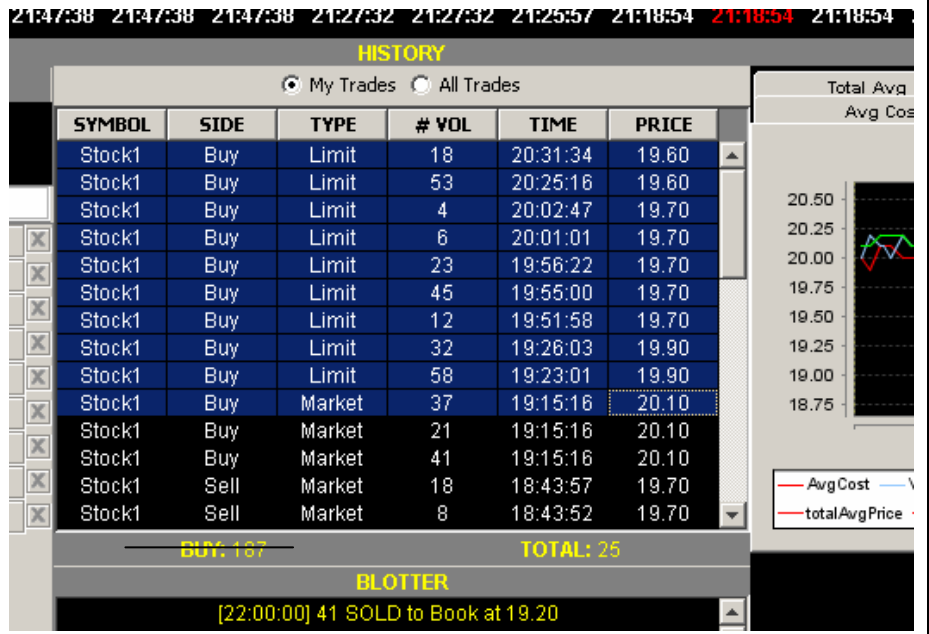 21:47:38 21:47:38 21:47:38 21:27:32 21:27:32 21:25:57 21:18:54 21:18:54 21:18:54
HISTORY
My Trades All Trades
Total Avg
Avg Cos
SYMBOL SIDE TYPE # VOL TIME PRICE
Stock1 Buy Limit 18 20:31:34 19.60
Stock1 Buy Limit 53 20:25:16 19.60
Stock1 Buy Limit 4 20:02:47 19.70
Stock1 Buy Limit 6 20:01:01 19.70
Stock1 Buy Limit 23 19:56:22 19.70
Stock1 Buy Limit 45 19:55:00 19.70
Stock1 Buy Limit 12 19:51:58 19.70
Stock1 Buy Limit 32 19:26:03 19.90
Stock1 Buy Limit 58 19:23:01 19.90
Stock1 Buy Market 37 19:15:16 20.10
Stock1 Buy Market 21 19:15:16 20.10
Stock1 Buy Market 41 19:15:16 20.10
Stock1 Sell Market 18 18:43:57 19.70
Stock1 Sell Market 8 18:43:52 19.70
20.50
20.25
20.00
19.75
19.50
19.25
19.00
18.75
AvgCost
totalAvgPrice
BUY: 187 TOTAL: 25
BLOTTER
[22:00:00] 41 SOLD to Book at 19.20